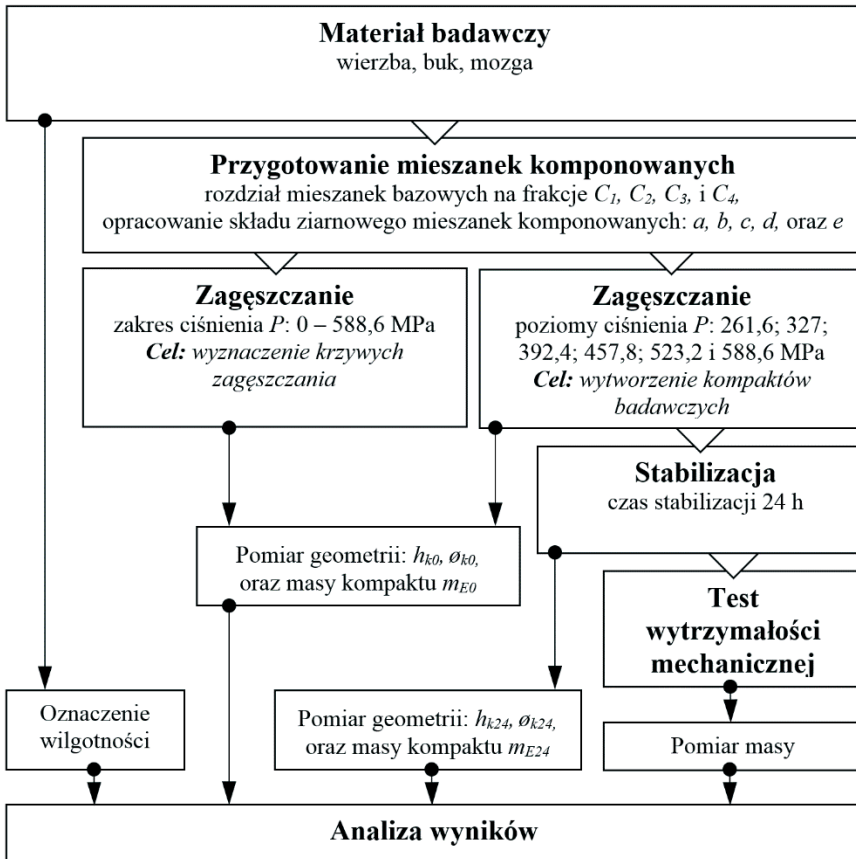 Materiał badawczy
wierzba, buk, mozga
Przygotowanie mieszanek komponowanych
rozdział mieszanek bazowych na frakcje C1, C2, C3, i C4,
opracowanie składu ziarnowego mieszanek komponowanych: a, b, c, d, oraz e
Zagęszczanie
zakres ciśnienia P: 0 – 588,6 MPa
Cel: wyznaczenie krzywych
zagęszczania
Zagęszczanie
poziomy ciśnienia P: 261,6; 327;
392,4; 457,8; 523,2 i 588,6 MPa
Cel: wytworzenie kompaktów
badawczych
Stabilizacja
czas stabilizacji 24 h
Pomiar geometrii: hk0, øk0,
oraz masy kompaktu mE0
Test
wytrzymałości
mechanicznej
Oznaczenie
wilgotności
Pomiar geometrii: hk24, øk24,
oraz masy kompaktu mE24
Pomiar masy
Analiza wyników